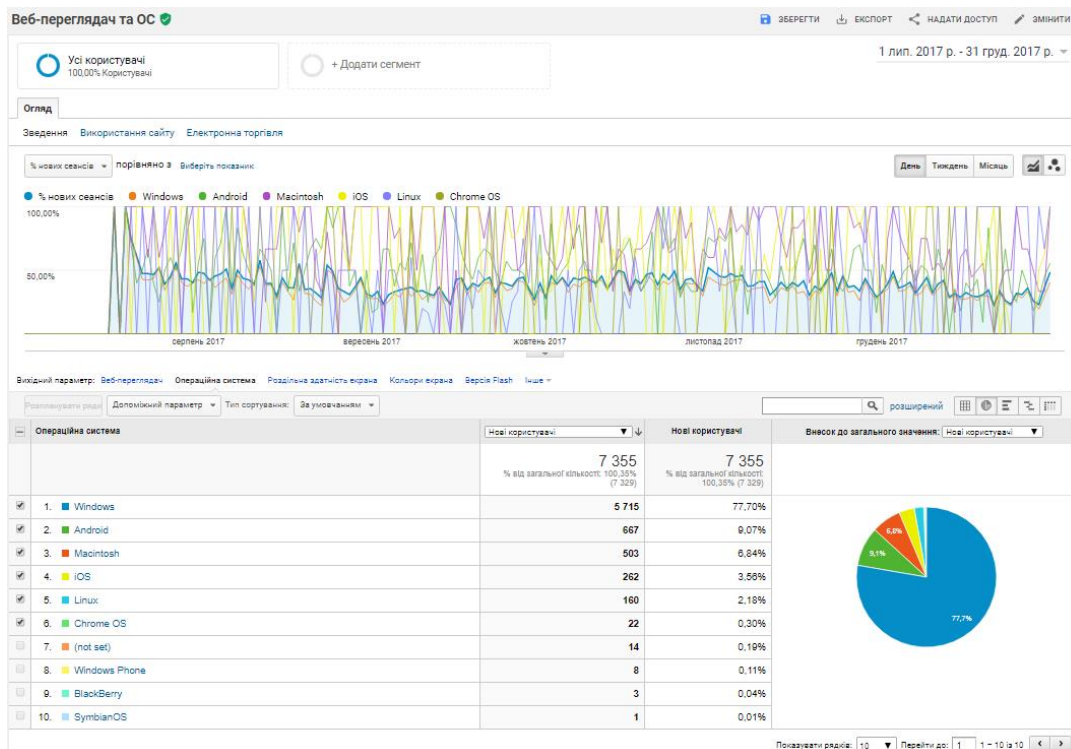 Веб-переглядач та ОС
ЗБЕРЕГТИ ЕКСПОРТ НАДАТИ ДОСТУП ЗМІНИТИ
1 лип. 2017 р. - 31 груд. 2017 р.
Усі користувачі
100,00% Користувачі
+ Додати сегмент
Огляд
Зведення Використання сайту Електронна торгівля
% нових сеансів порівняно з Виберіть показник
День Тиждень Місяць
% нових сеансів Windows Android Macintosh iOS Linux Chrome OS
100,00%
50,00%
серпень 2017 вересень 2017 жовтень 2017 листопад 2017 грудень 2017
Вихідний параметр: Веб-переглядач Операційна система Роздільна здатність екрана Кольори екрана Версія Flash Інше
Допоміжний параметр Тип сортування: За умовчанням розширений
Операційна система Нові користувачі Нові користувачі Внесок до загального значення: Нові користувачі
7 355 7 355
% від загальної кількості: 100,35% (7 329) % від загальної кількості: 100,35% (7 329)
1. Windows 5 715 77,70%
2. Android 667 9,07%
3. Macintosh 503 6,84%
4. iOS 262 3,56%
5. Linux 160 2,18%
6. Chrome OS 22 0,30%
7. (not set) 14 0,19%
8. Windows Phone 8 0,11%
9. BlackBerry 3 0,04%
10. SymbianOS 1 0,01%
6,8%
9,1%
77,7%
Показувати рядків: 10 Перейти до: 1 1 – 10 із 10